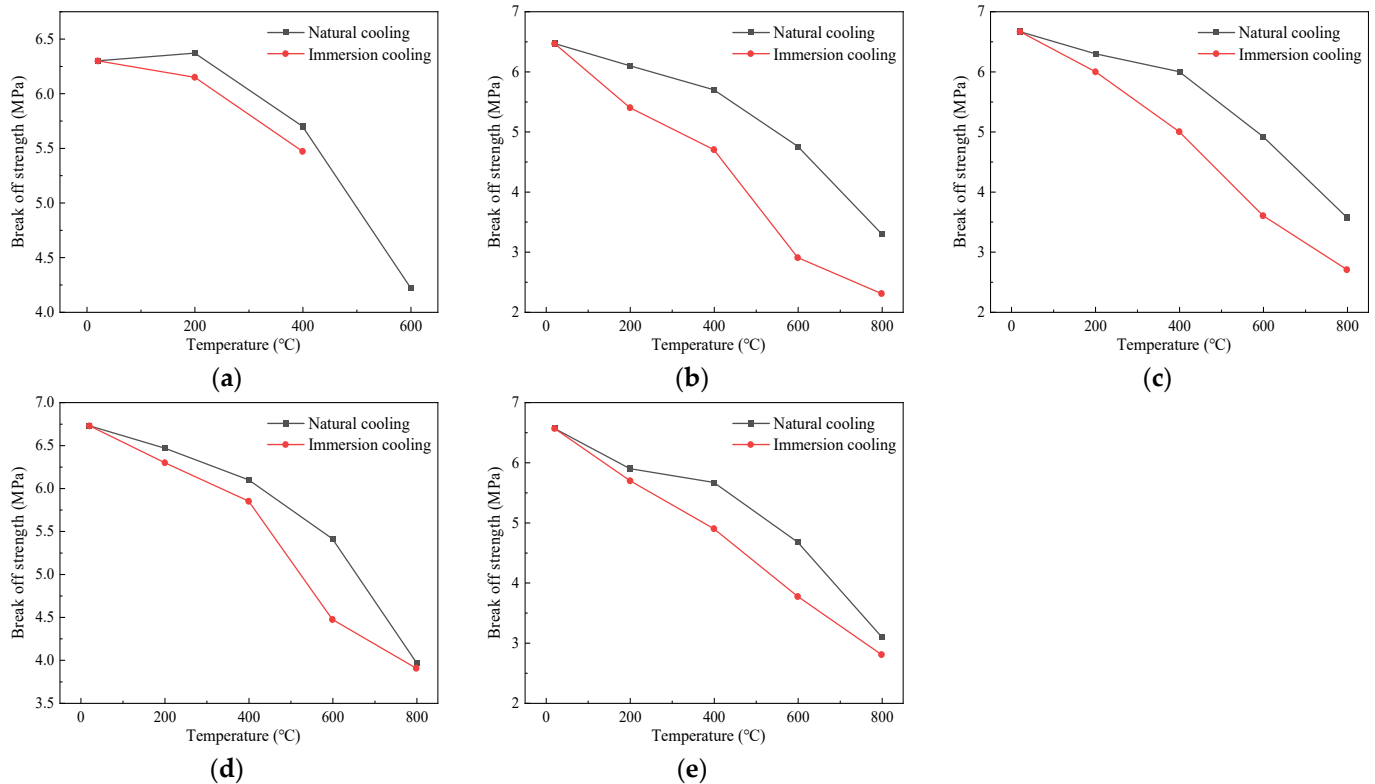 Break off strength (MPa)
6.5
6.0
5.5
5.0
4.5
4.0
0
200
400
600
Temperature (℃)
Natural cooling
Immersion cooling
(a)
Break off strength (MPa)
7
6
5
4
3
2
0
200
400
600
800
Temperature (℃)
Natural cooling
Immersion cooling
(b)
Break off strength (MPa)
7
6
5
4
3
2
0
200
400
600
800
Temperature (℃)
Natural cooling
Immersion cooling
(c)
Break off strength (MPa)
7.0
6.5
6.0
5.5
5.0
4.5
4.0
3.5
0
200
400
600
800
Temperature (℃)
Natural cooling
Immersion cooling
(d)
Break off strength (MPa)
7
6
5
4
3
2
0
200
400
600
800
Temperature (℃)
Natural cooling
Immersion cooling
(e)